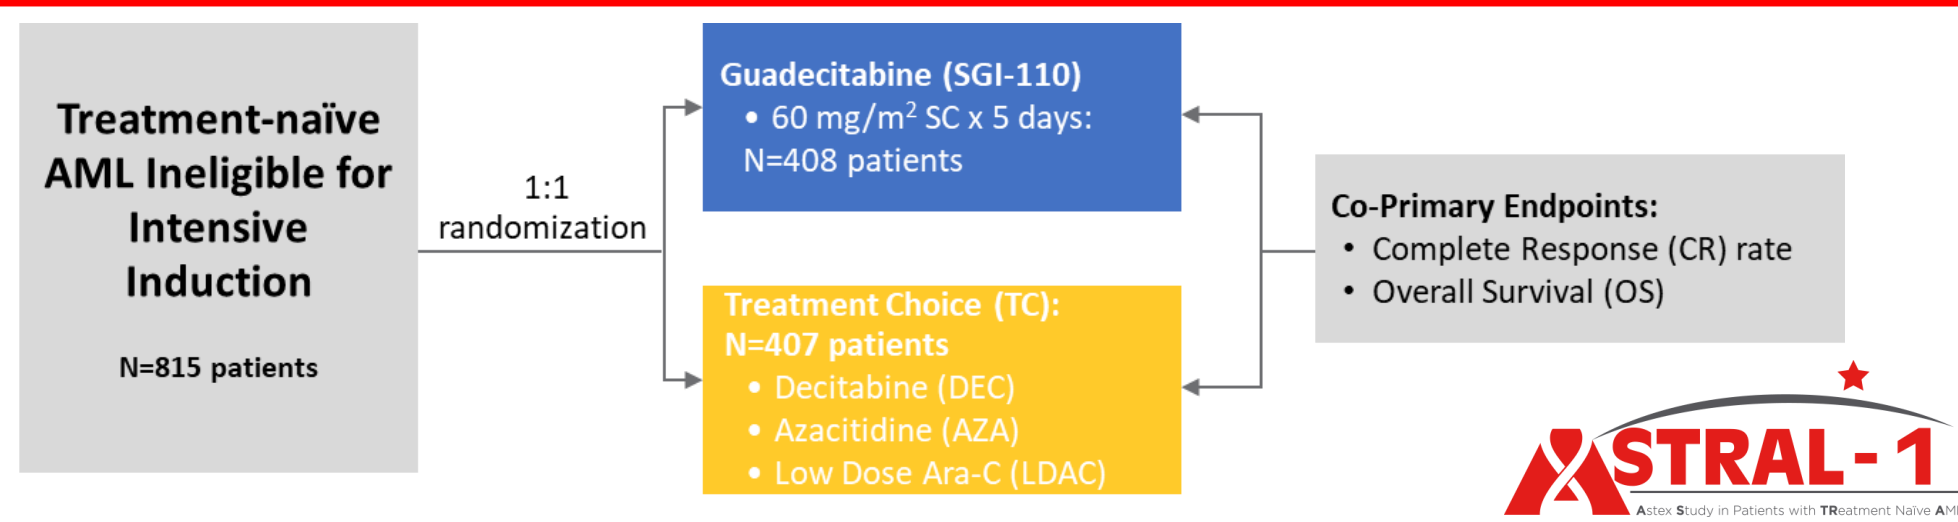 Treatment-naïve
AML Ineligible for
Intensive
Induction
N=815 patients
1:1
randomization
Guadecitabine (SGI-110)
• 60 mg/m² SC x 5 days:
N=408 patients
Treatment Choice (TC):
N=407 patients
• Decitabine (DEC)
• Azacitidine (AZA)
• Low Dose Ara-C (LDAC)
Co-Primary Endpoints:
• Complete Response (CR) rate
• Overall Survival (OS)
ASTRAL-1
Astex Study in Patients with TReatment Naïve AM